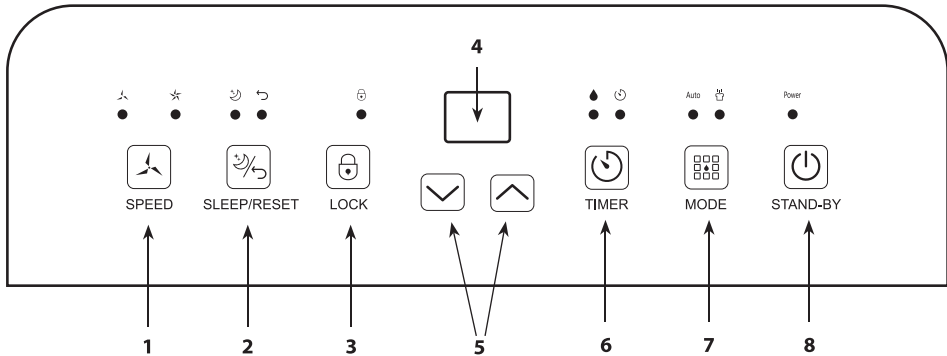 4
Auto Power
SPEED SLEEP/RESET LOCK TIMER MODE STAND-BY
1 2 3 5 6 7 8